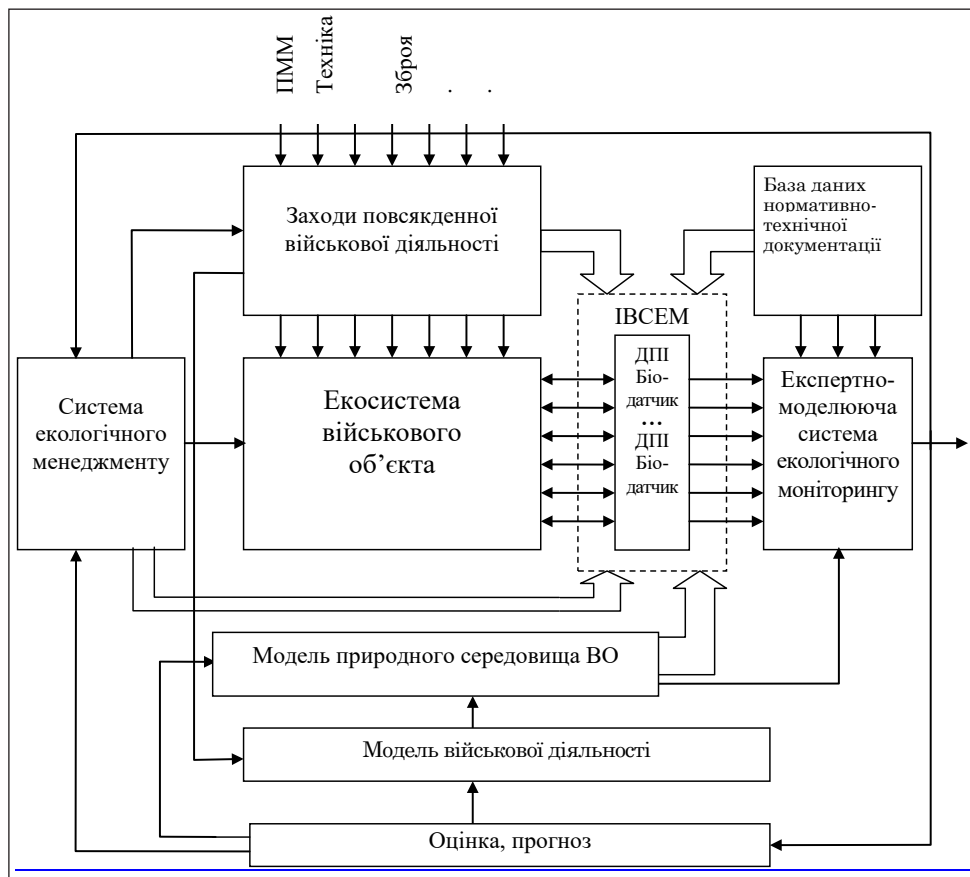 ПММ
Техніка
Зброя
.
.
Заходи повсякденної
військової діяльності
База даних
нормативно-
технічної
документації
ІВСЕМ
Система
екологічного
менеджменту
Екосистема
військового
об’єкта
ДПІ
Біо-
датчик
...
ДПІ
Біо-
датчик
Експертно-
моделююча
система
екологічного
моніторингу
Модель природного середовища ВО
Модель військової діяльності
Оцінка, прогноз